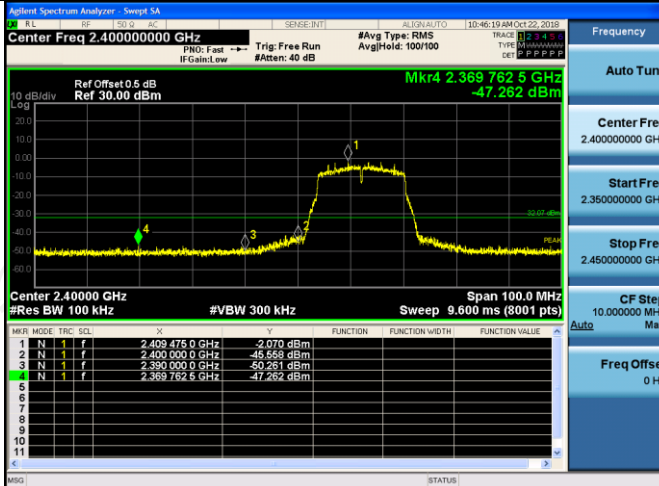 Agilent Spectrum Analyzer - Swept SA
RL RF 50 Ω AC SENSE:INT ALIGN AUTO 10:46:19 AM Oct 22, 2018
Center Freq 2.400000000 GHz
PNO: Fast
IFGain:Low
Trig: Free Run
#Atten: 40 dB
#Avg Type: RMS
Avg|Hold: 100/100
TRACE 1 2 3 4 5 6
TYPE M
DET P P P P P P
Ref Offset 0.5 dB
10 dB/div Ref 30.00 dBm
Log
Mkr4 2.369 762 5 GHz
-47.262 dBm
20.0
10.0
0.00
-10.0
-20.0
-30.0
-40.0
-50.0
-60.0
1
2
3
4
-32.07 dBm
PEAK
Center 2.40000 GHz Span 100.0 MHz
#Res BW 100 kHz #VBW 300 kHz Sweep 9.600 ms (8001 pts)
MKR MODE TRC SCL X Y FUNCTION FUNCTION WIDTH FUNCTION VALUE
1 N 1 f 2.409 475 0 GHz -2.070 dBm
2 N 1 f 2.400 000 0 GHz -45.558 dBm
3 N 1 f 2.390 000 0 GHz -50.261 dBm
4 N 1 f 2.369 762 5 GHz -47.262 dBm
5
6
7
8
9
10
11
MSG STATUS
Frequency
Auto Tun
Center Fre
2.400000000 GH
Start Fre
2.350000000 GH
Stop Fre
2.450000000 GH
CF Ste
10.000000 MH
Auto Ma
Freq Offse
0 H